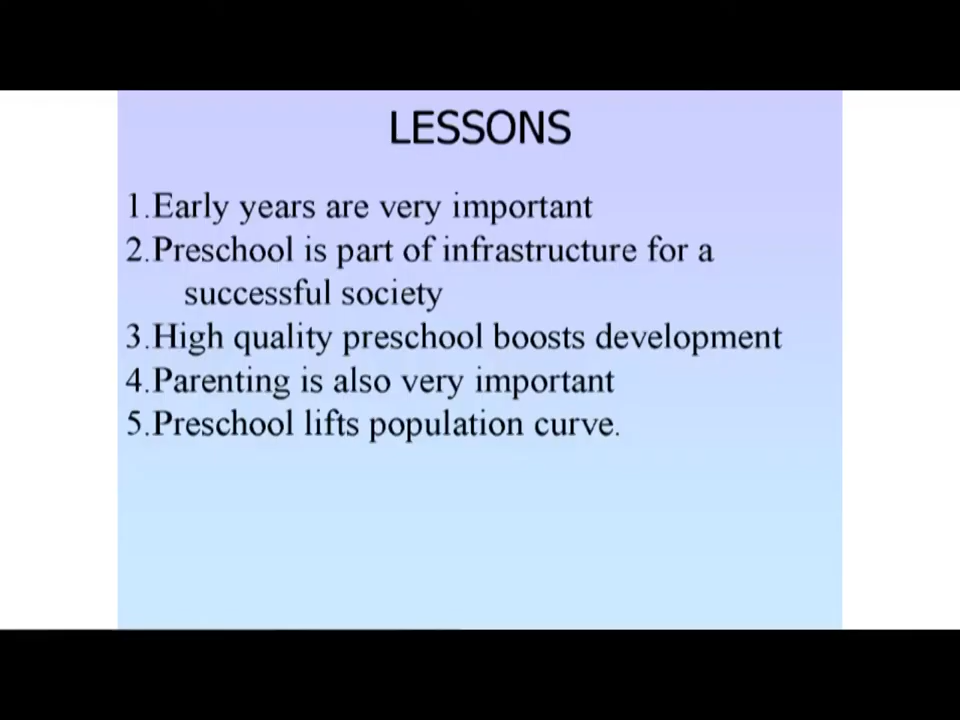 LESSONS
1.Early years are very important
2.Preschool is part of infrastructure for a
successful society
3.High quality preschool boosts development
4.Parenting is also very important
5.Preschool lifts population curve.